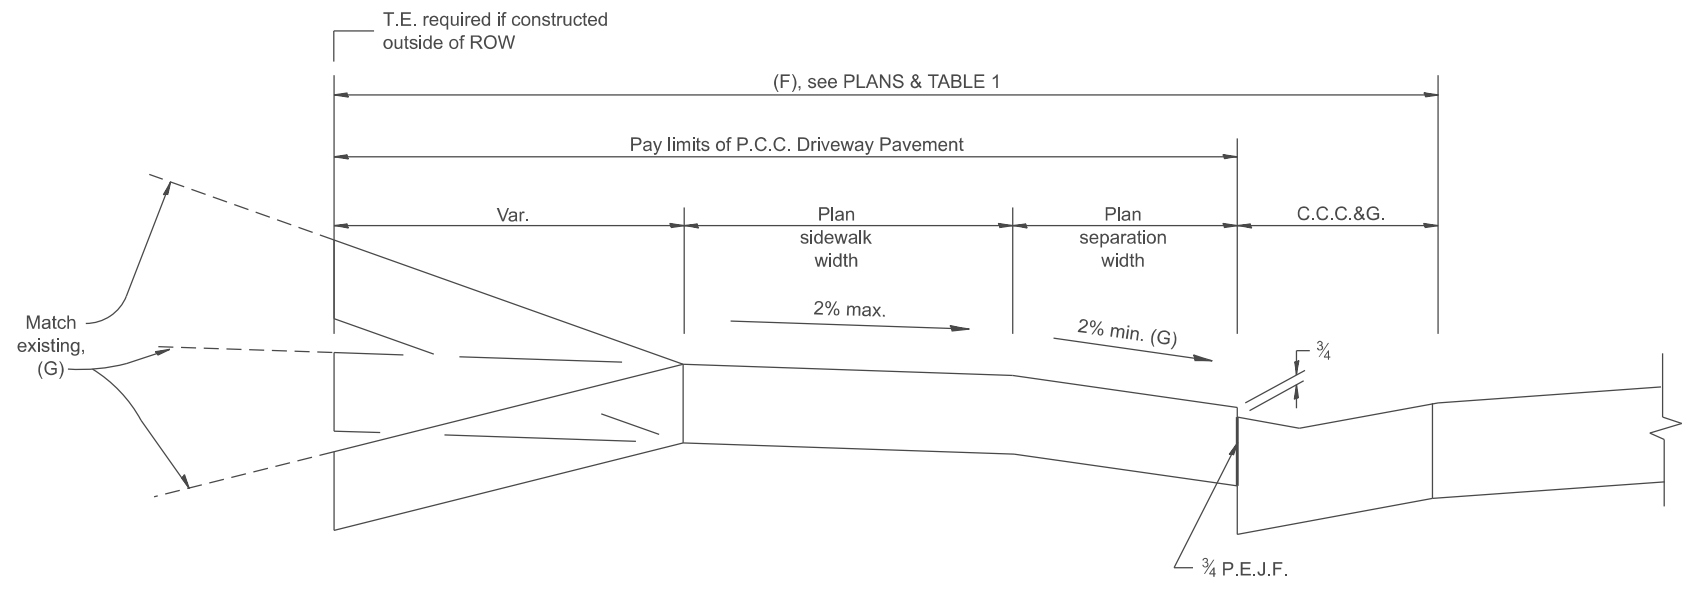 T.E. required if constructed
outside of ROW
(F), see PLANS & TABLE 1
Pay limits of P.C.C. Driveway Pavement
Var.
Plan
sidewalk
width
Plan
separation
width
C.C.C.&G.
2% max.
2% min. (G)
¾
Match
existing,
(G)
¾ P.E.J.F.